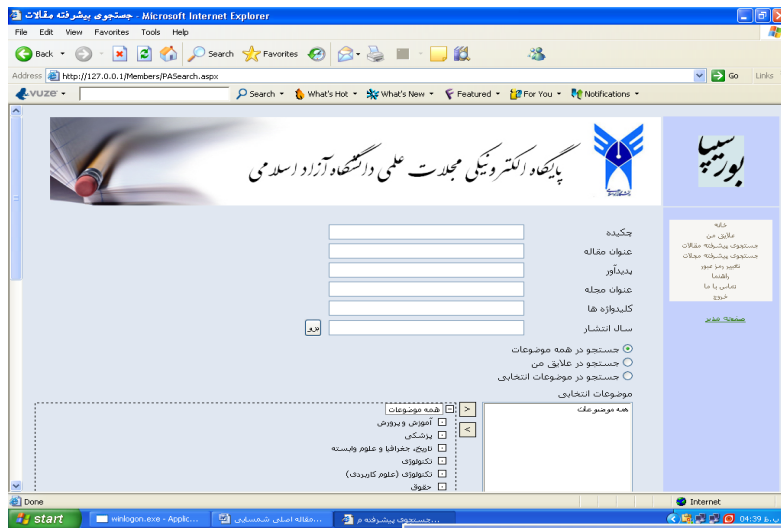 جستجوی پیشرفته مقالات - Microsoft Internet Explorer
File Edit View Favorites Tools Help
Back Search Favorites
Address http://127.0.0.1/Members/PASearch.aspx Go Links
VUZE Search What's Hot What's New Featured For You Notifications
پایگاه الکترونیکی مجلات علمی دانشگاه آزاد اسلامی
خانه
علایق من
جستجوی پیشرفته مقالات
جستجوی پیشرفته مجلات
تغییر رمز عبور
راهنما
تماس با ما
خروج
صفحه مدیر
چکیده
عنوان مقاله
پدیدآور
عنوان مجله
کلیدواژه ها
سال انتشار
برو
جستجو در همه موضوعات
جستجو در علایق من
جستجو در موضوعات انتخابی
موضوعات انتخابی
همه موضوعات
<
>
همه موضوعات
آموزش و پرورش
پزشکی
تاریخ، جغرافیا و علوم وابسته
تکنولوژی
تکنولوژی (علوم کاربردی)
حقوق
Done Internet
start winlogon.exe - Applic... مقاله اصلی شمسایی... جستجوی پیشرفته م... 04:39 ب.ظ